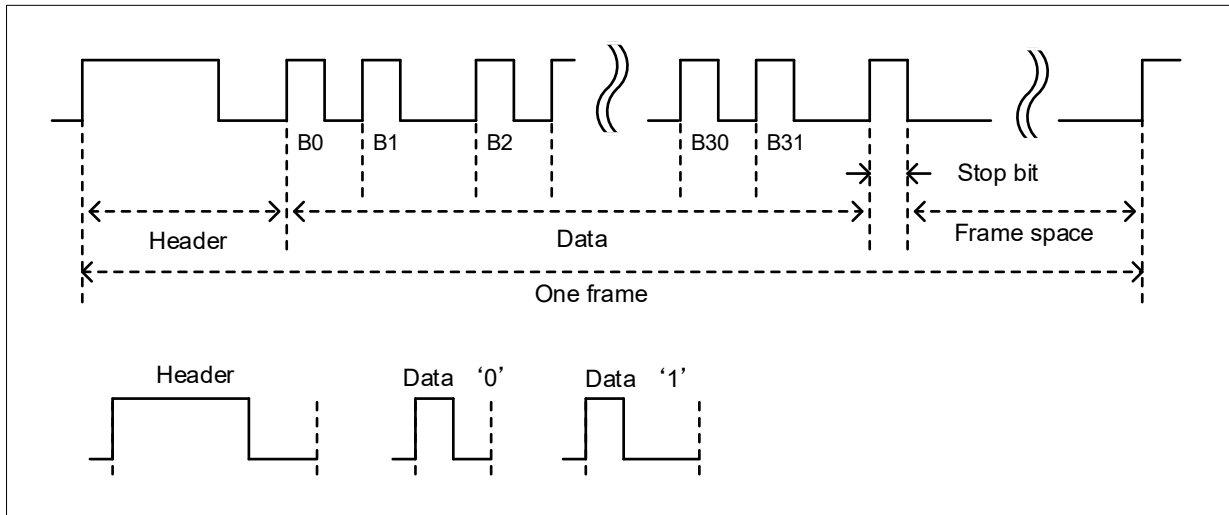 B0 B1 B2 B30 B31
Stop bit
Header Data Frame space
One frame
Header Data ‘0’ Data ‘1’